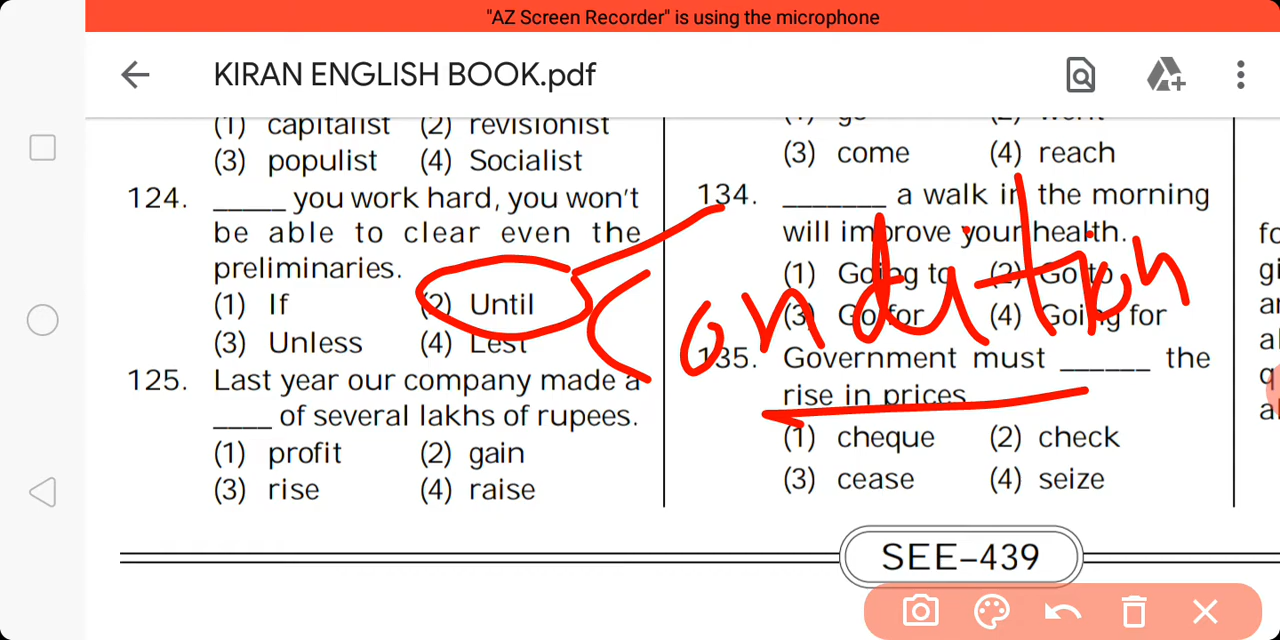 "AZ Screen Recorder" is using the microphone
KIRAN ENGLISH BOOK.pdf
(1) capitalist (2) revisionist
(3) populist (4) Socialist
124. _____ you work hard, you won't
be able to clear even the
preliminaries.
(1) If (2) Until
(3) Unless (4) Lest
125. Last year our company made a
____ of several lakhs of rupees.
(1) profit (2) gain
(3) rise (4) raise
(3) come (4) reach
134. _______ a walk in the morning
will improve your health.
(1) Going to (2) Go to
(3) Go for (4) Going for
135. Government must ______ the
rise in prices
(1) cheque (2) check
(3) cease (4) seize
SEE–439